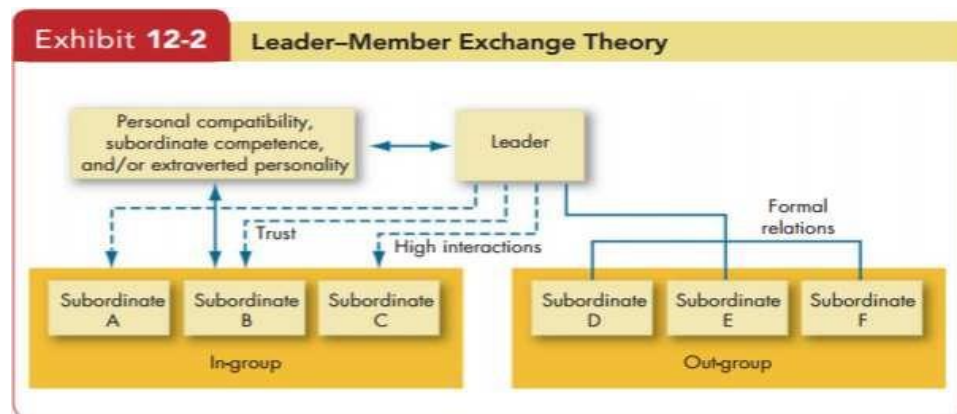 Exhibit 12-2
Leader–Member Exchange Theory
Personal compatibility,
subordinate competence,
and/or extraverted personality
Leader
Trust
High interactions
Formal
relations
Subordinate
A
Subordinate
B
Subordinate
C
In-group
Subordinate
D
Subordinate
E
Subordinate
F
Out-group